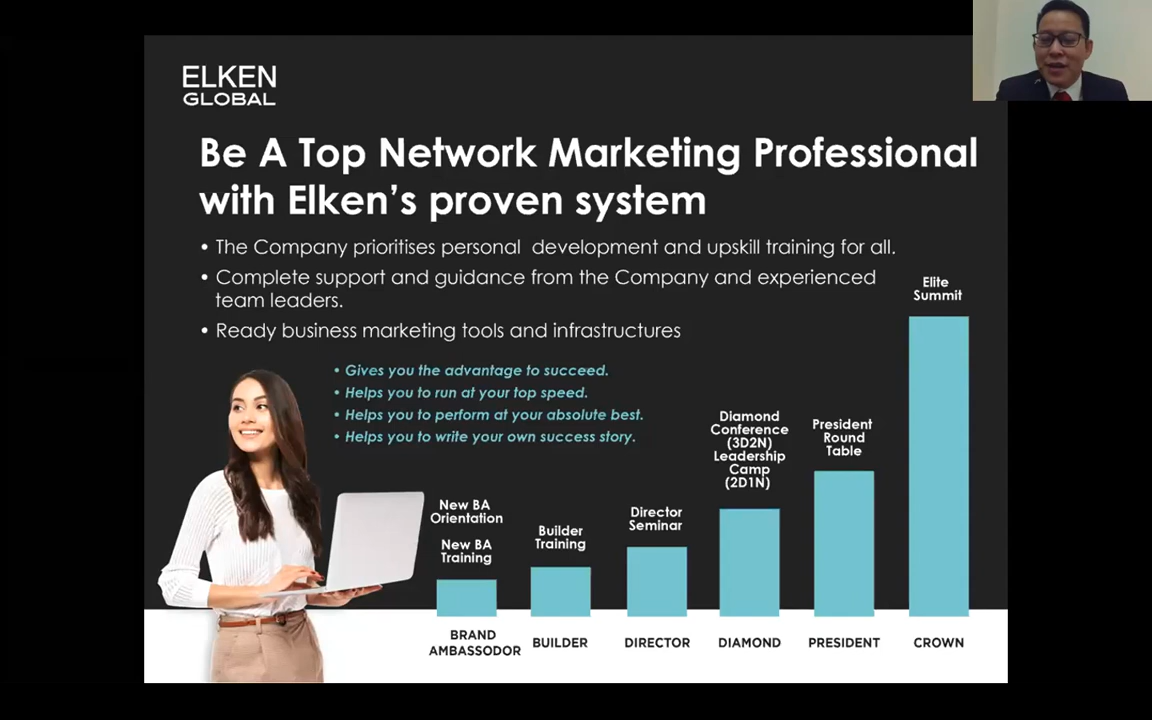 ELKEN
GLOBAL
Be A Top Network Marketing Professional
with Elken's proven system
• The Company prioritises personal development and upskill training for all.
• Complete support and guidance from the Company and experienced
team leaders.
• Ready business marketing tools and infrastructures
• Gives you the advantage to succeed.
• Helps you to run at your top speed.
• Helps you to perform at your absolute best.
• Helps you to write your own success story.
New BA
Orientation
New BA
Training
Builder
Training
Director
Seminar
Diamond
Conference
(3D2N)
Leadership
Camp
(2D1N)
President
Round
Table
Elite
Summit
BRAND
AMBASSODOR
BUILDER
DIRECTOR
DIAMOND
PRESIDENT
CROWN